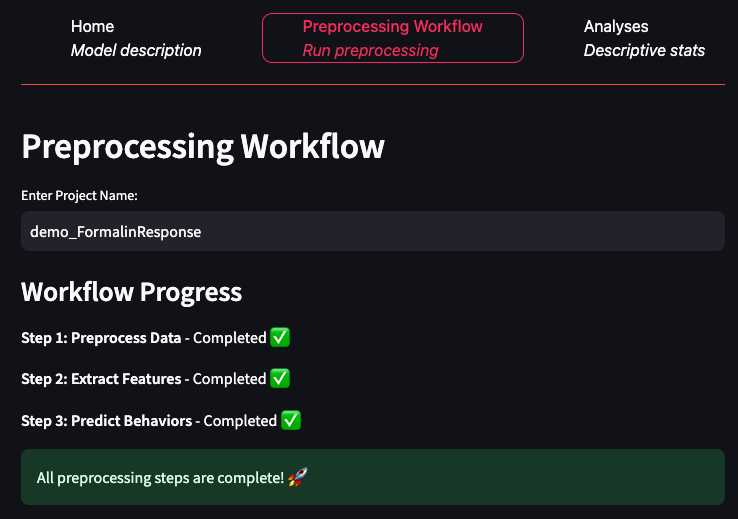 Home
Model description
Preprocessing Workflow
Run preprocessing
Analyses
Descriptive stats
Preprocessing Workflow
Enter Project Name:
demo_FormalinResponse
Workflow Progress
Step 1: Preprocess Data - Completed ✅
Step 2: Extract Features - Completed ✅
Step 3: Predict Behaviors - Completed ✅
All preprocessing steps are complete! 🚀